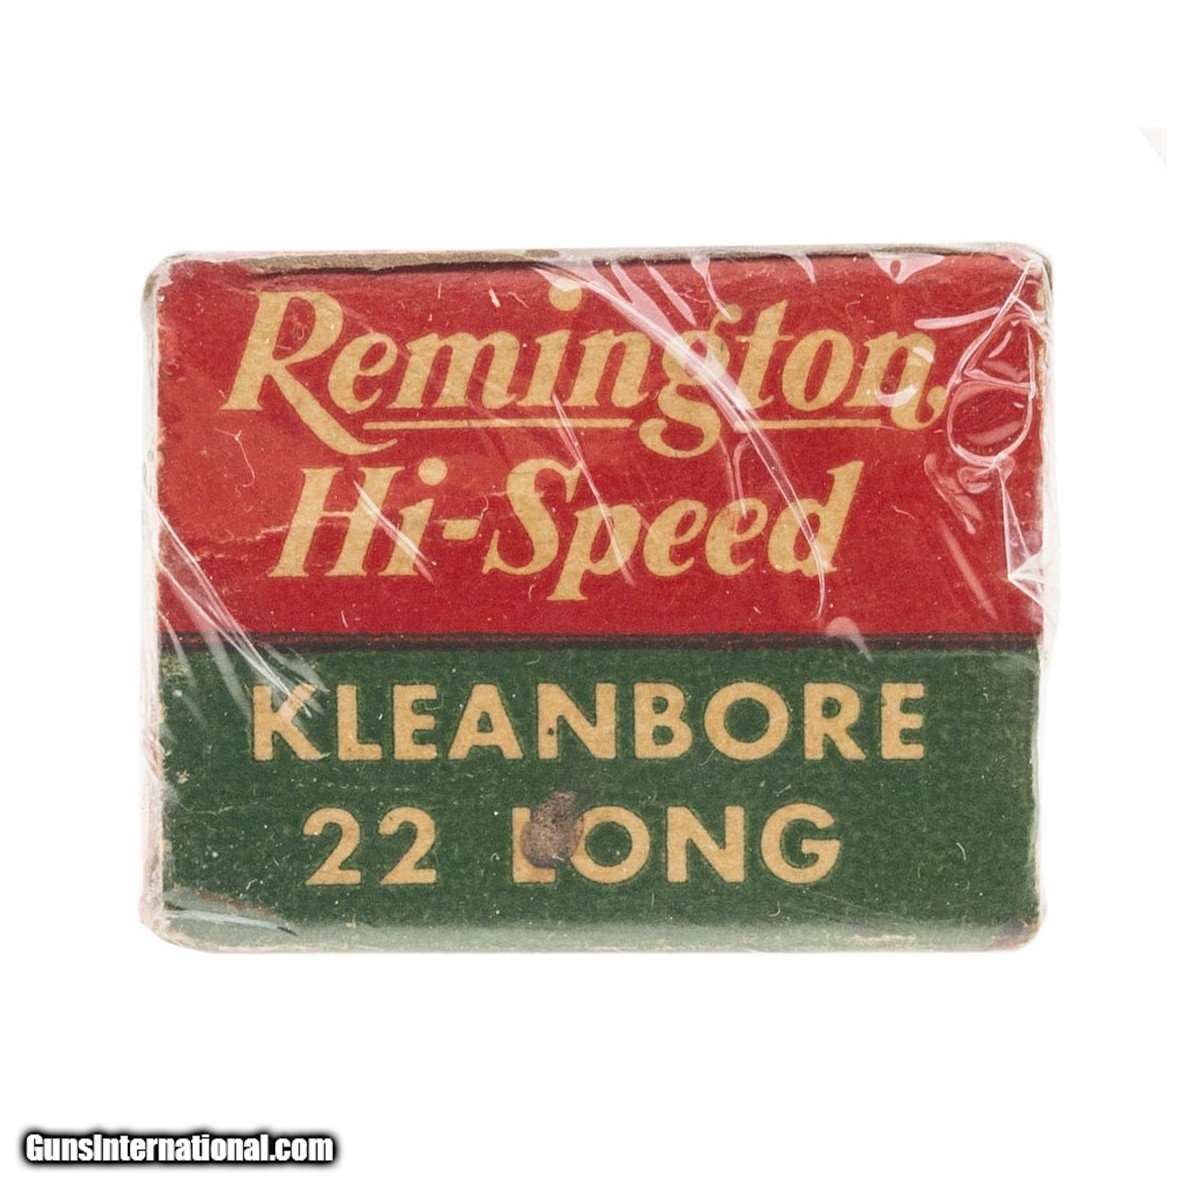 Remington,
Hi-Speed
KLEANBORE
22 LONG
GunsInternational.com